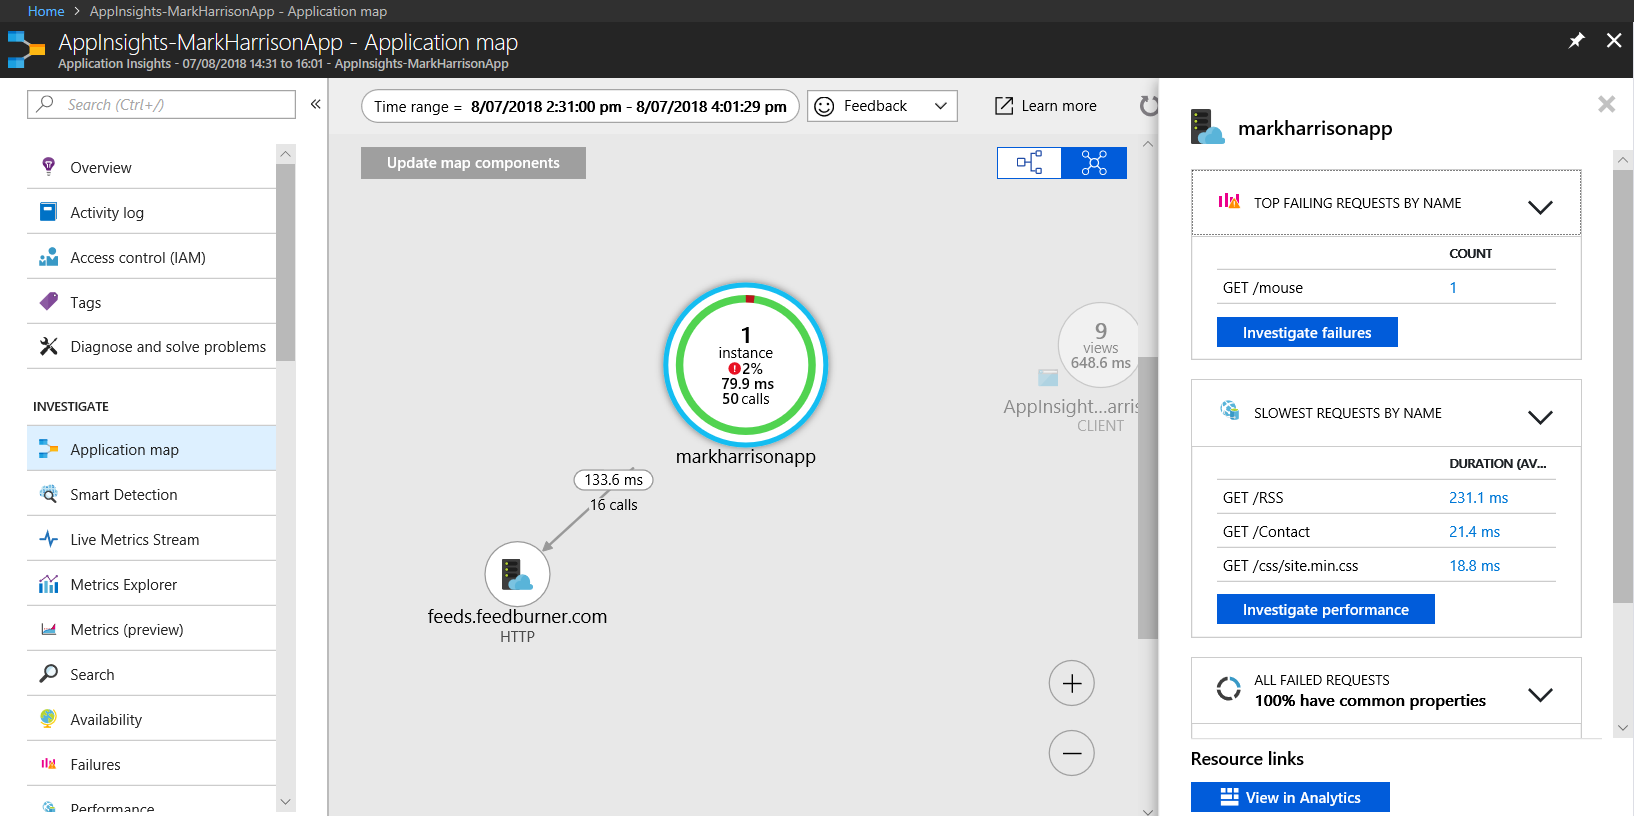 Home > AppInsights-MarkHarrisonApp - Application map
AppInsights-MarkHarrisonApp - Application map
Application Insights - 07/08/2018 14:31 to 16:01 - AppInsights-MarkHarrisonApp
Search (Ctrl+/)
«
Overview
Activity log
Access control (IAM)
Tags
Diagnose and solve problems
INVESTIGATE
Application map
Smart Detection
Live Metrics Stream
Metrics Explorer
Metrics (preview)
Search
Availability
Failures
Performance
Time range = 8/07/2018 2:31:00 pm - 8/07/2018 4:01:29 pm
Feedback
Learn more
Update map components
1
instance
2%
79.9 ms
50 calls
markharrisonapp
9
views
648.6 ms
AppInsight...arris
CLIENT
133.6 ms
16 calls
feeds.feedburner.com
HTTP
markharrisonapp
TOP FAILING REQUESTS BY NAME
COUNT
GET /mouse 1
Investigate failures
SLOWEST REQUESTS BY NAME
DURATION (AV...
GET /RSS 231.1 ms
GET /Contact 21.4 ms
GET /css/site.min.css 18.8 ms
Investigate performance
ALL FAILED REQUESTS
100% have common properties
Resource links
View in Analytics